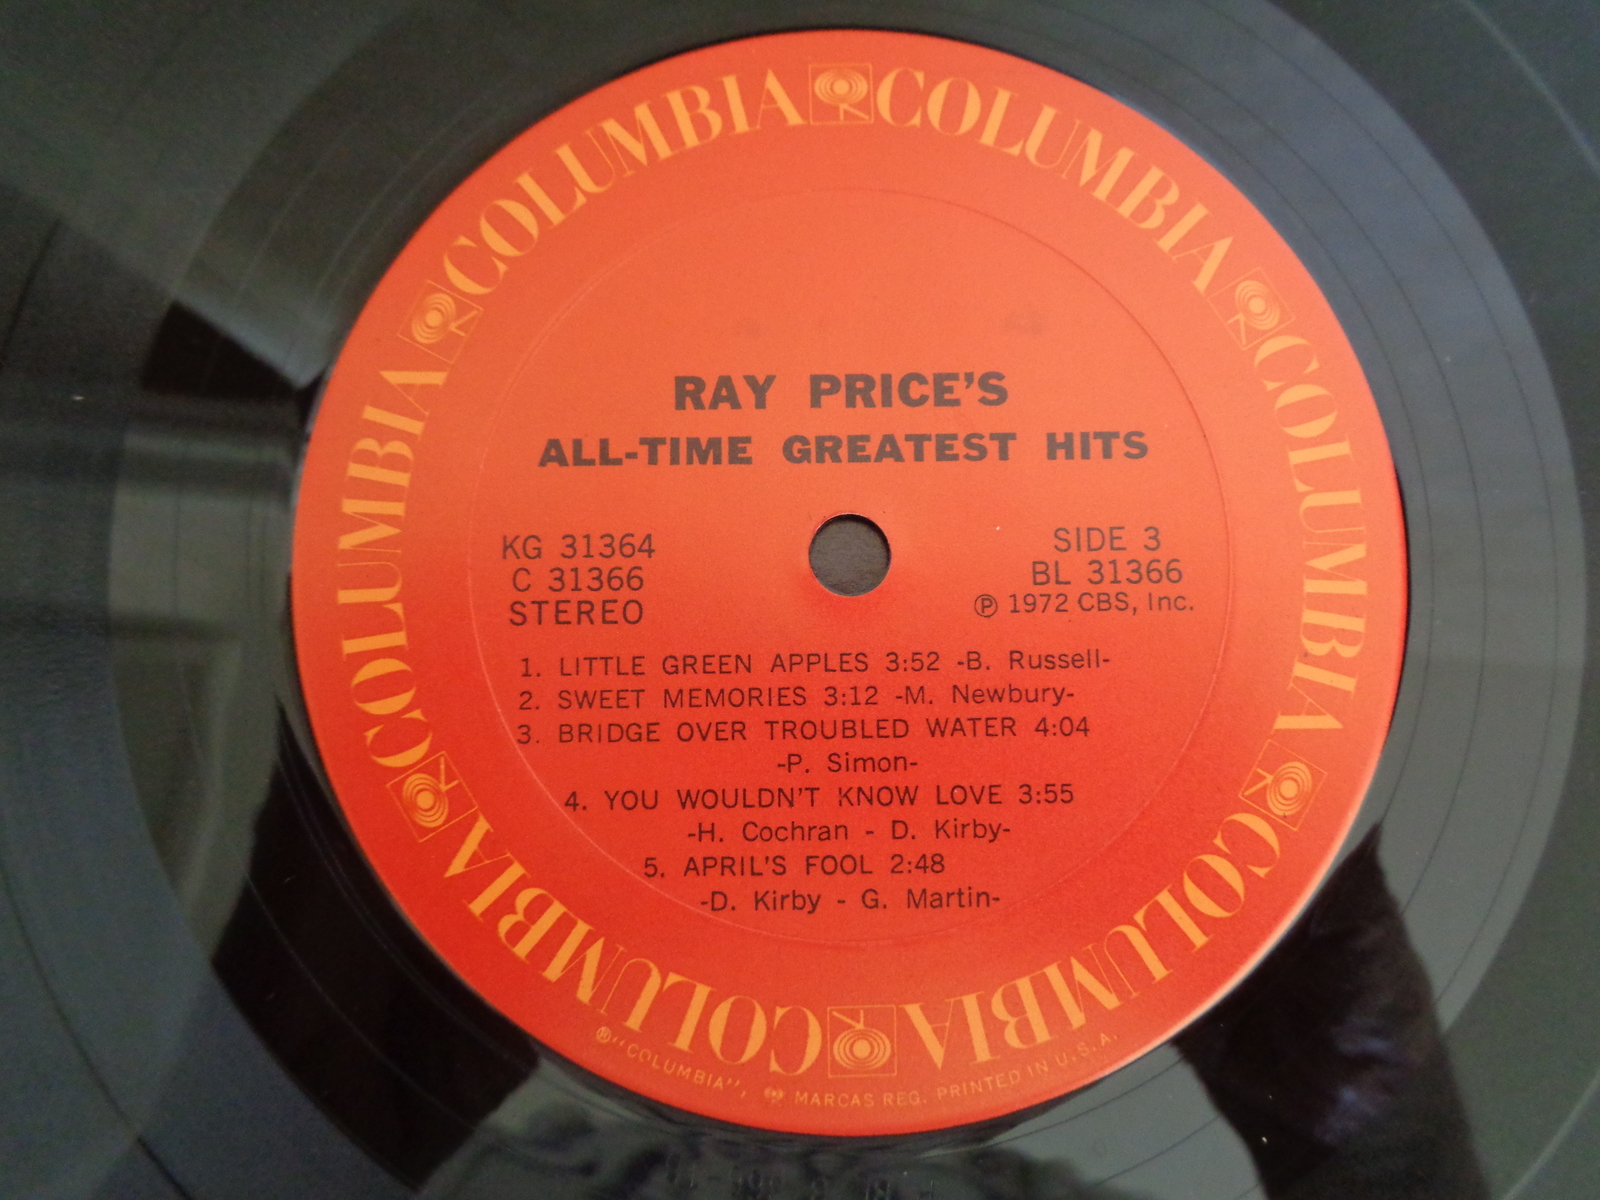 COLUMBIA COLUMBIA COLUMBIA COLUMBIA COLUMBIA COLUMBIA
RAY PRICE'S
ALL-TIME GREATEST HITS
KG 31364
C 31366
STEREO
SIDE 3
BL 31366
℗ 1972 CBS, Inc.
1. LITTLE GREEN APPLES 3:52 -B. Russell-
2. SWEET MEMORIES 3:12 -M. Newbury-
3. BRIDGE OVER TROUBLED WATER 4:04
-P. Simon-
4. YOU WOULDN'T KNOW LOVE 3:55
-H. Cochran - D. Kirby-
5. APRIL'S FOOL 2:48
-D. Kirby - G. Martin-
®"COLUMBIA", MARCAS REG. PRINTED IN U.S.A.